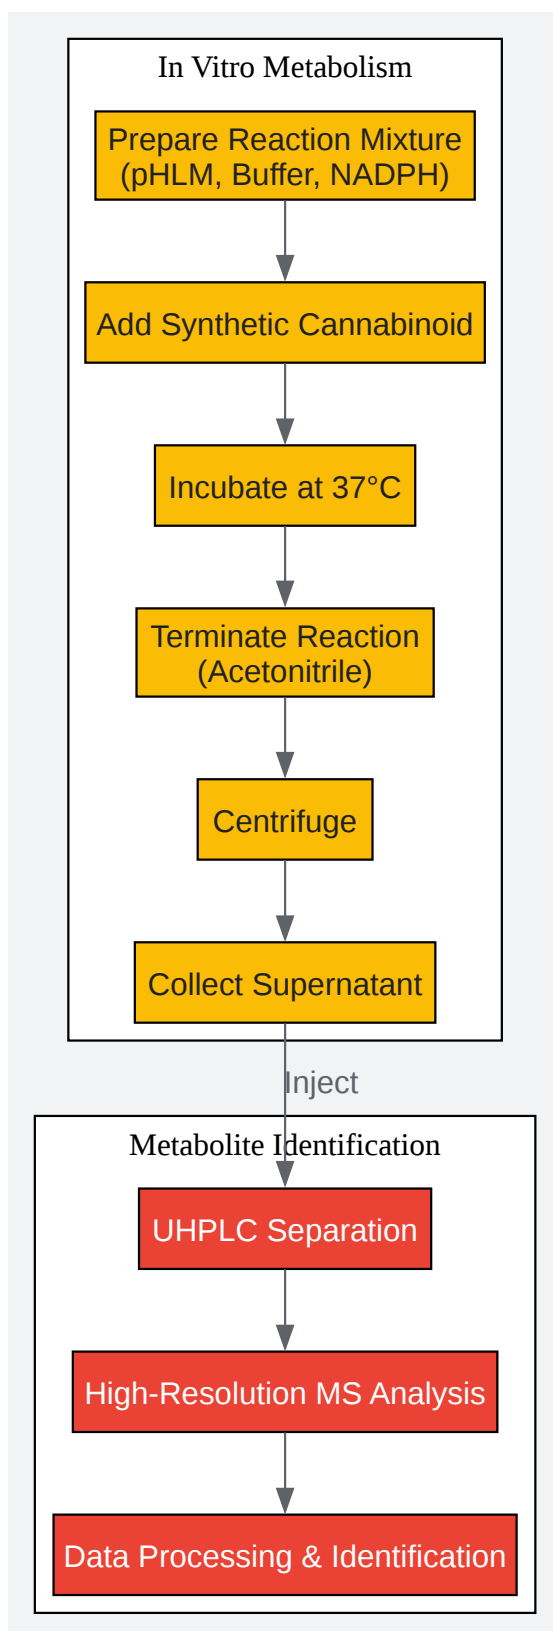 In Vitro Metabolism
Prepare Reaction Mixture
(pHLM, Buffer, NADPH)
Add Synthetic Cannabinoid
Incubate at 37°C
Terminate Reaction
(Acetonitrile)
Centrifuge
Collect Supernatant
Inject
Metabolite Identification
UHPLC Separation
High-Resolution MS Analysis
Data Processing & Identification